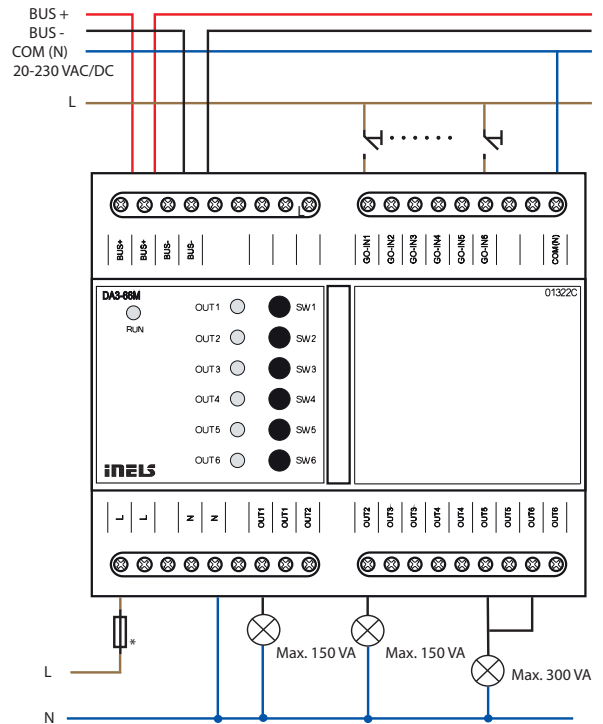 BUS +
BUS -
COM (N)
20-230 VAC/DC
L
L
BUS+
BUS+
BUS-
BUS-
GO-IN1
GO-IN2
GO-IN3
GO-IN4
GO-IN5
GO-IN6
COM(N)
DA3-66M
RUN
01322C
OUT1 SW1
OUT2 SW2
OUT3 SW3
OUT4 SW4
OUT5 SW5
OUT6 SW6
iNELS
L
L
N
N
OUT1
OUT1
OUT2
OUT2
OUT3
OUT3
OUT4
OUT4
OUT5
OUT5
OUT6
OUT6
*
Max. 150 VA
Max. 150 VA
Max. 300 VA
L
N